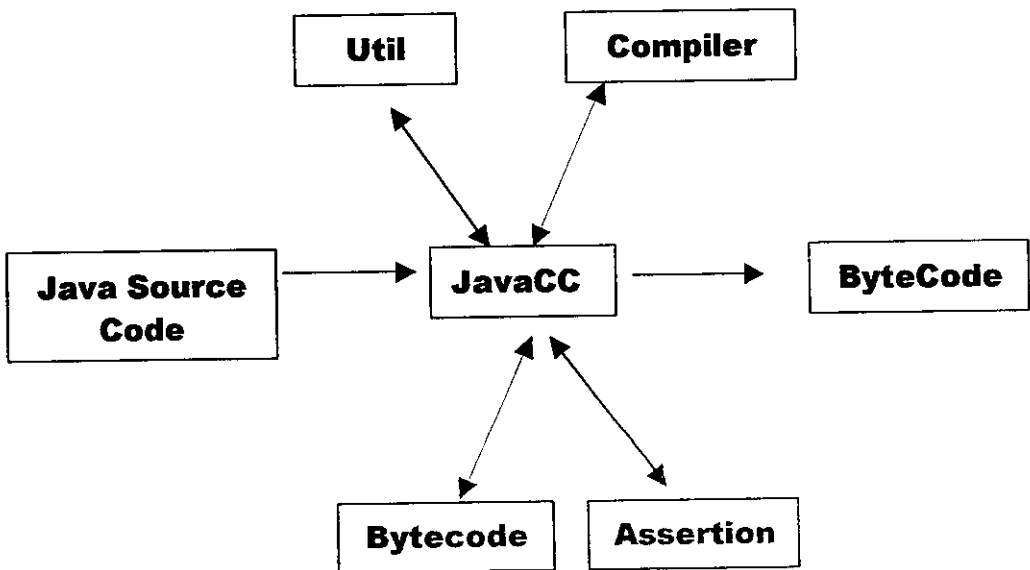 Util
Compiler
Java Source
Code
JavaCC
ByteCode
Bytecode
Assertion